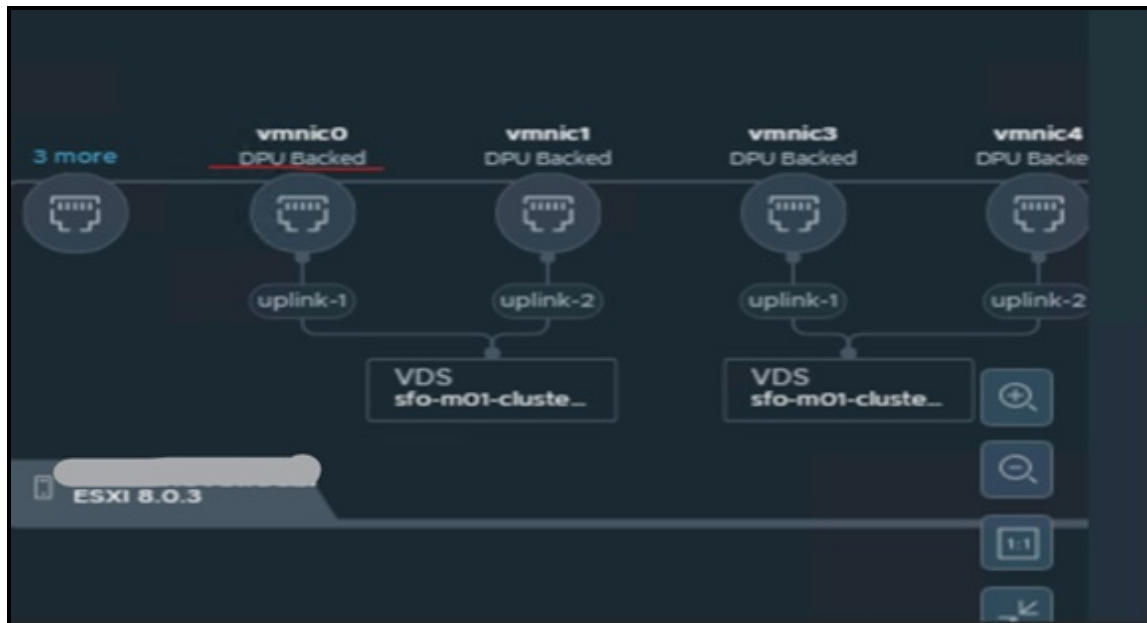 3 more
vmnic0
DPU Backed
vmnic1
DPU Backed
vmnic3
DPU Backed
vmnic4
DPU Backe
uplink-1
uplink-2
uplink-1
uplink-2
VDS
sfo-m01-cluste...
VDS
sfo-m01-cluste...
ESXI 8.0.3
1:1